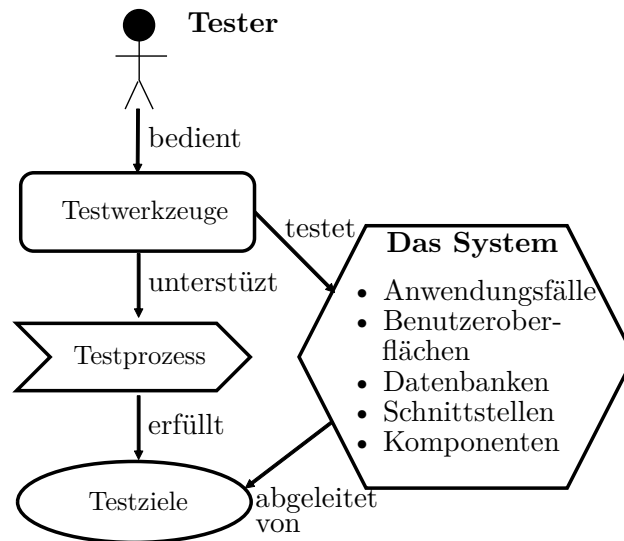 Tester
bedient
Testwerkzeuge
testet
Das System
unterstüzt
• Anwendungsfälle
• Benutzerober-
flächen
• Datenbanken
• Schnittstellen
• Komponenten
Testprozess
erfüllt
Testziele
abgeleitet
von